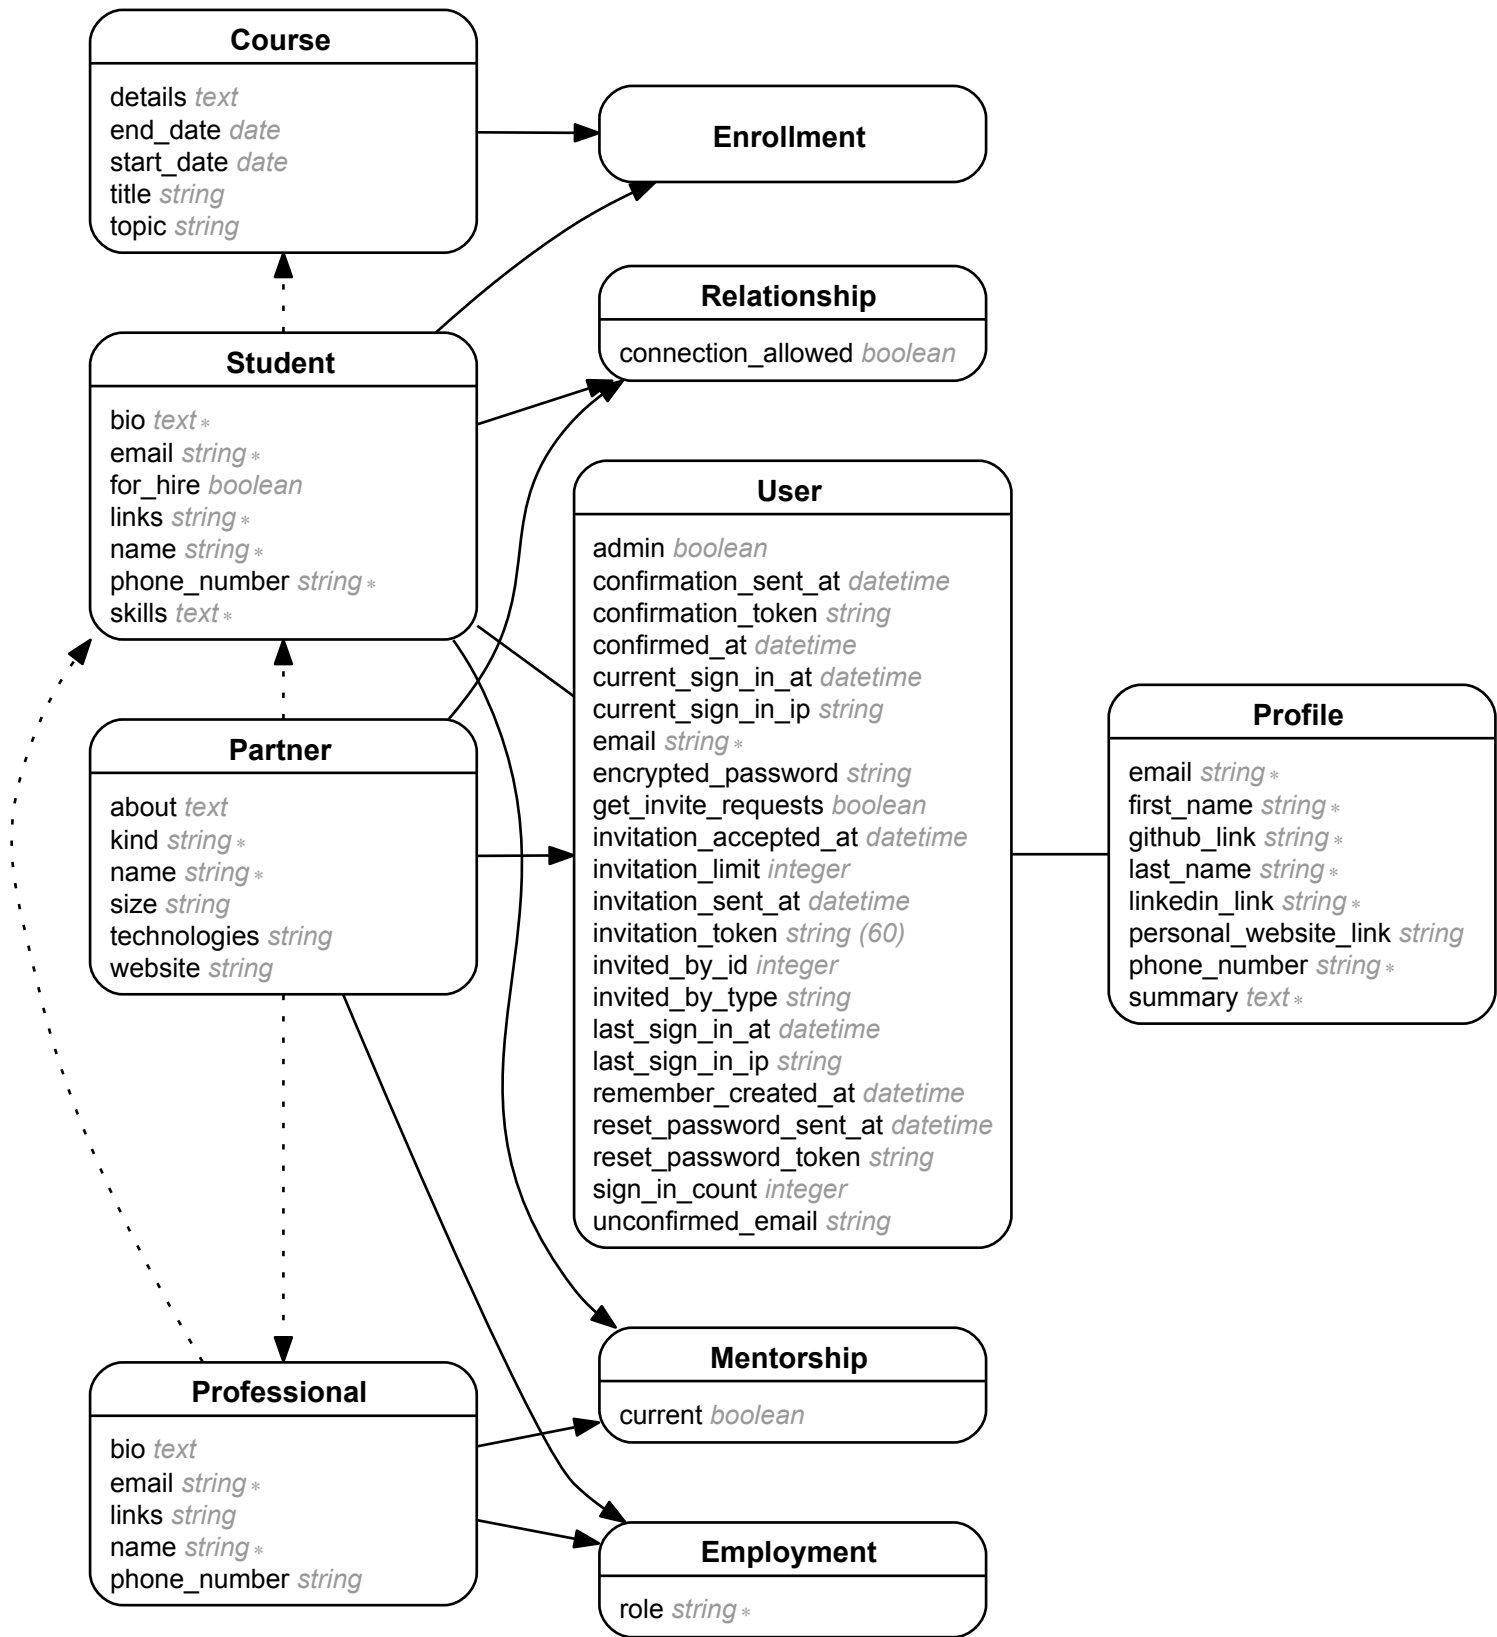 Course
details text
end_date date
start_date date
title string
topic string
Enrollment
Relationship
connection_allowed boolean
Student
bio text *
email string *
for_hire boolean
links string *
name string *
phone_number string *
skills text *
User
admin boolean
confirmation_sent_at datetime
confirmation_token string
confirmed_at datetime
current_sign_in_at datetime
current_sign_in_ip string
email string *
encrypted_password string
get_invite_requests boolean
invitation_accepted_at datetime
invitation_limit integer
invitation_sent_at datetime
invitation_token string (60)
invited_by_id integer
invited_by_type string
last_sign_in_at datetime
last_sign_in_ip string
remember_created_at datetime
reset_password_sent_at datetime
reset_password_token string
sign_in_count integer
unconfirmed_email string
Profile
email string *
first_name string *
github_link string *
last_name string *
linkedin_link string *
personal_website_link string
phone_number string *
summary text *
Partner
about text
kind string *
name string *
size string
technologies string
website string
Professional
bio text
email string *
links string
name string *
phone_number string
Mentorship
current boolean
Employment
role string *